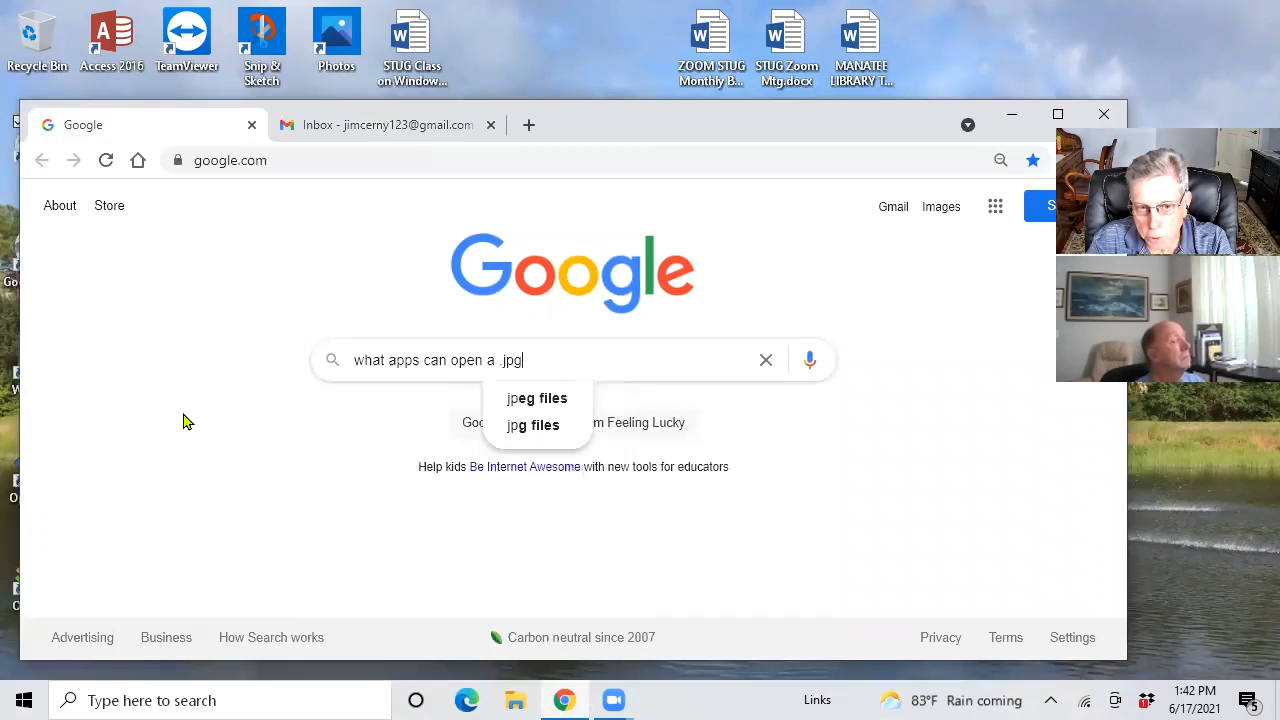 Recycle Bin
Access 2016
TeamViewer
Snip & Sketch
Photos
STUG Class on Window...
ZOOM STUG Monthly B...
STUG Zoom Mtg.docx
MANATEE LIBRARY T...
Google
Inbox - jimcerny123@gmail.com
google.com
About
Store
Gmail
Images
S
Google
what apps can open a .jpg
jpeg files
jpg files
Goo
m Feeling Lucky
Help kids Be Internet Awesome with new tools for educators
Advertising
Business
How Search works
Carbon neutral since 2007
Privacy
Terms
Settings
Type here to search
Links
83°F Rain coming
1
1:42 PM
6/17/2021
5